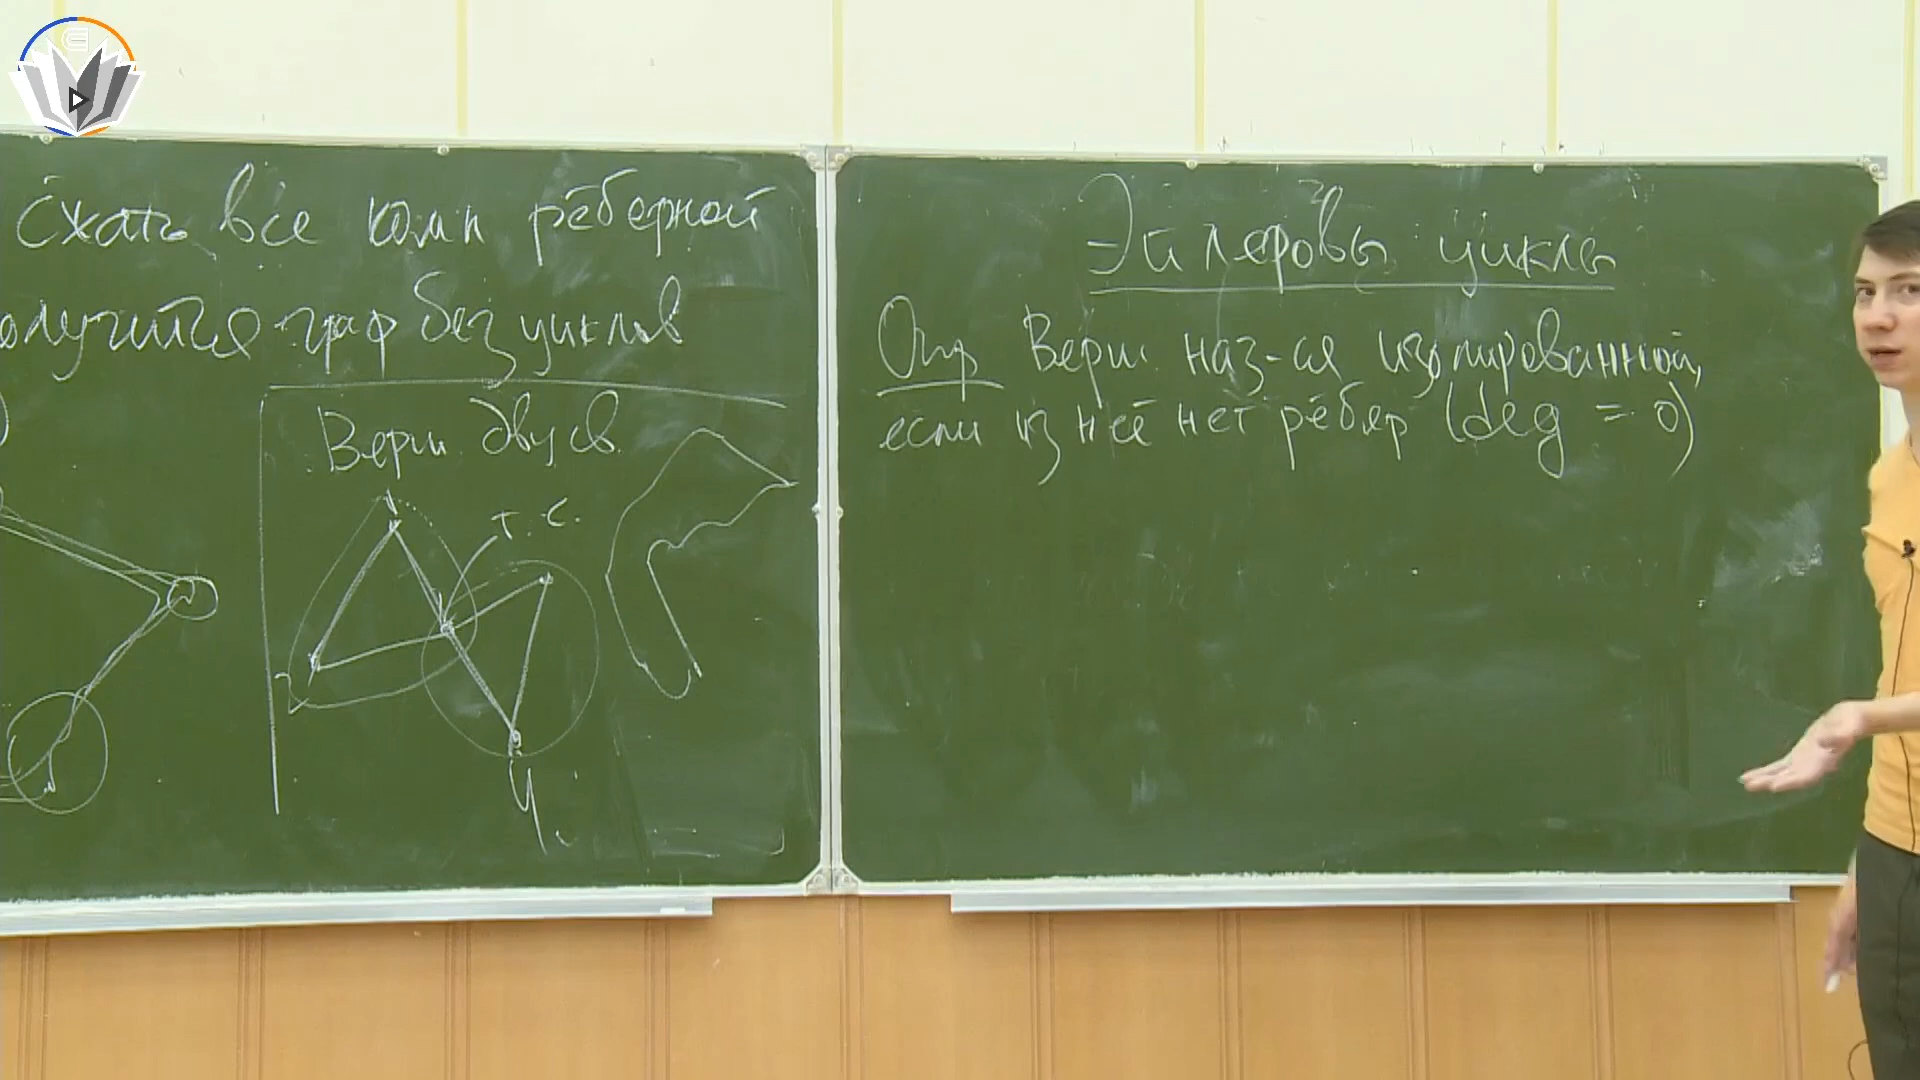 Сжать все комп рёберной
олучится граф без циклов
Верш. двусв.
т. с.
Эйлеровы циклы
Опр Верш. наз-ся изолированной,
если из неё нет рёбер (deg = 0)